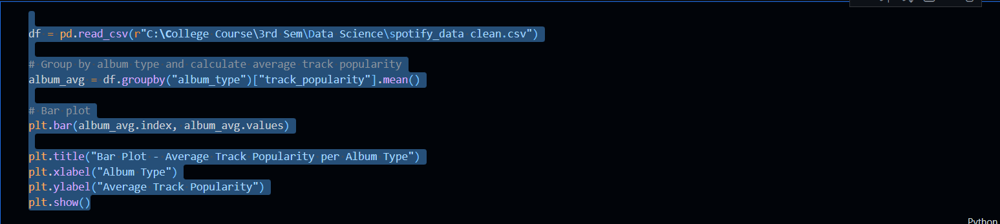 df = pd.read_csv(r"C:\College Course\3rd Sem\Data Science\spotify_data clean.csv")
# Group by album type and calculate average track popularity
album_avg = df.groupby("album_type")["track_popularity"].mean()
# Bar plot
plt.bar(album_avg.index, album_avg.values)
plt.title("Bar Plot - Average Track Popularity per Album Type")
plt.xlabel("Album Type")
plt.ylabel("Average Track Popularity")
plt.show()
Python